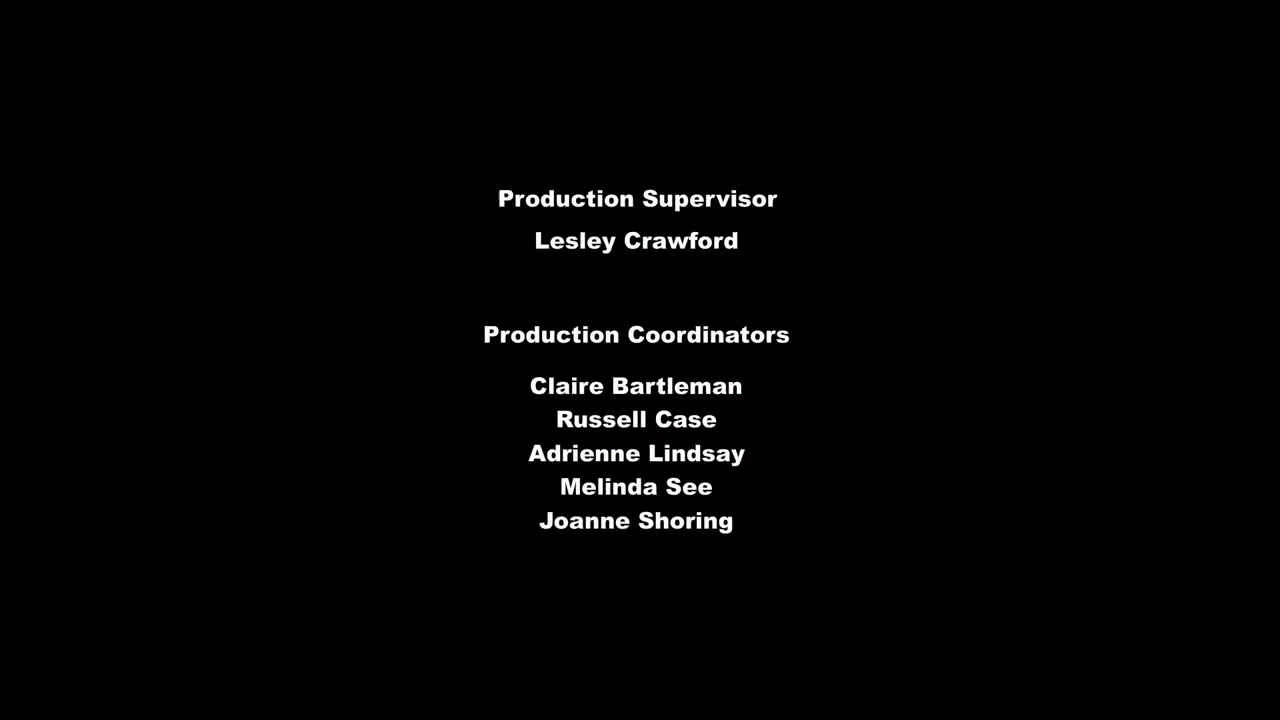 Production Supervisor
Lesley Crawford
Production Coordinators
Claire Bartleman
Russell Case
Adrienne Lindsay
Melinda See
Joanne Shoring